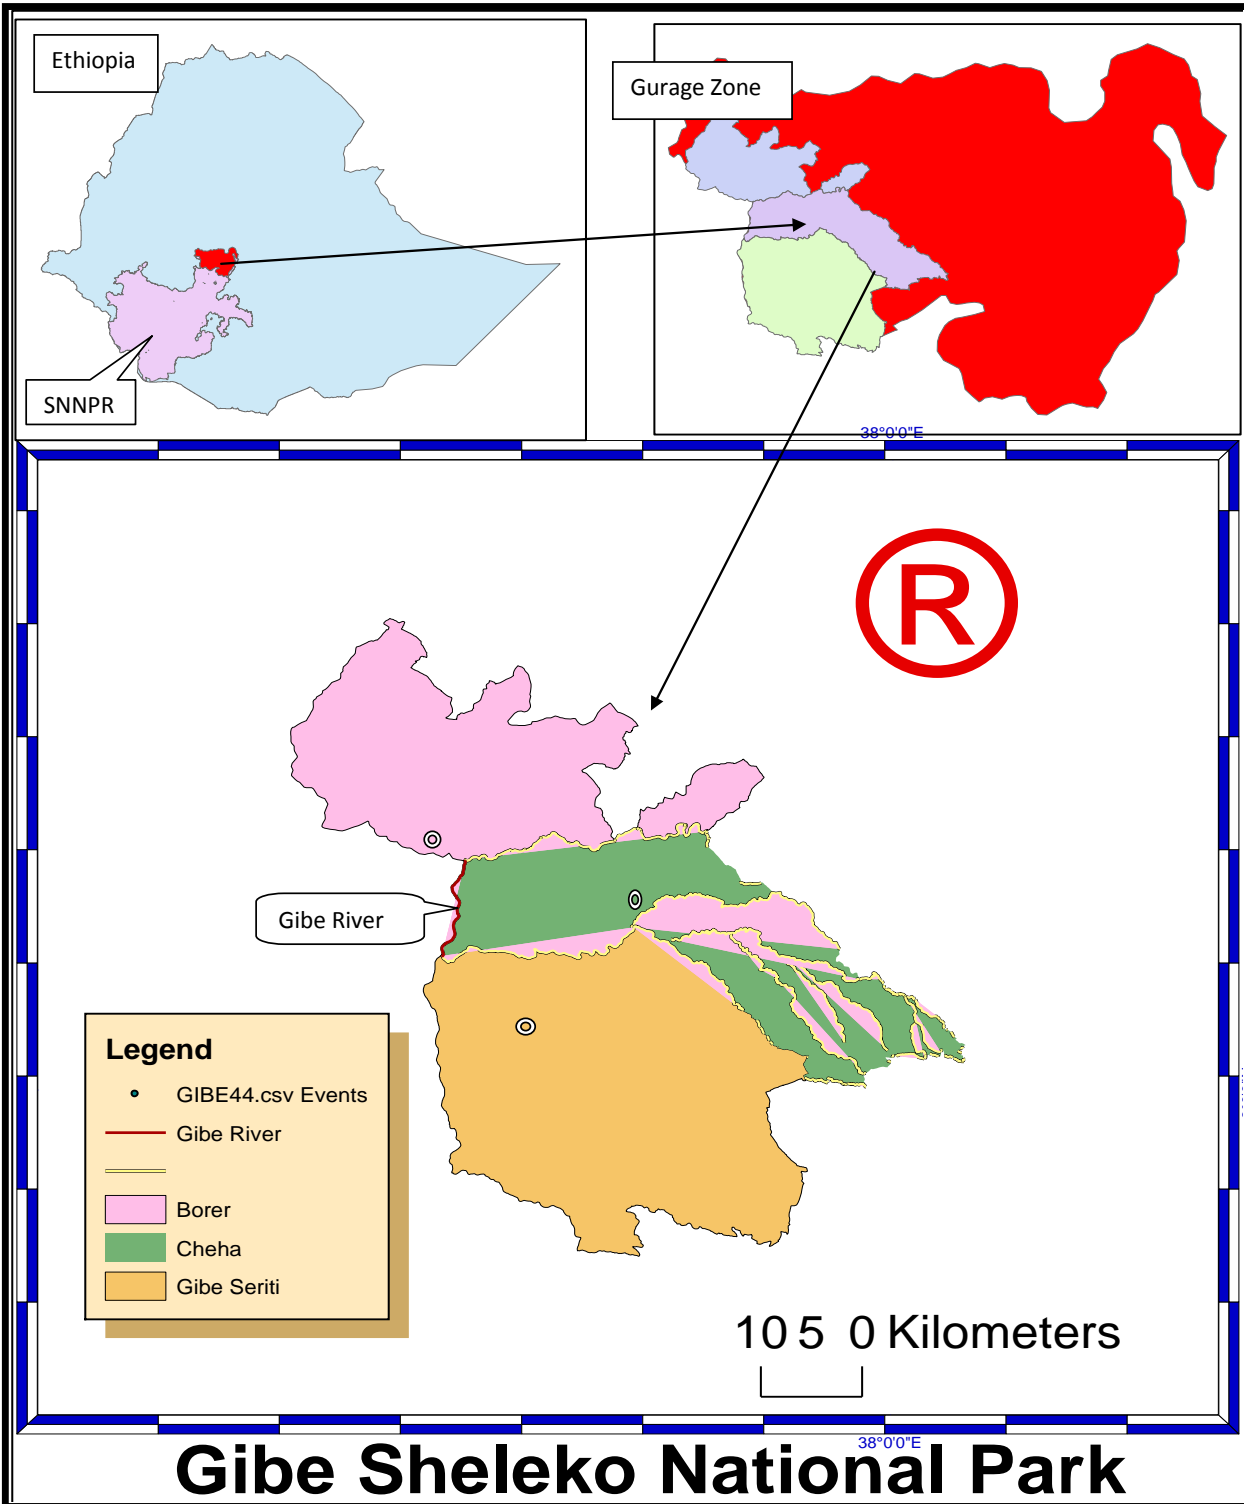 Ethiopia
Gurage Zone
SNNPR
38°0'0"E
R
Gibe River
Legend
GIBE44.csv Events
Gibe River
Borer
Cheha
Gibe Seriti
10 5 0 Kilometers
38°0'0"E
Gibe Sheleko National Park